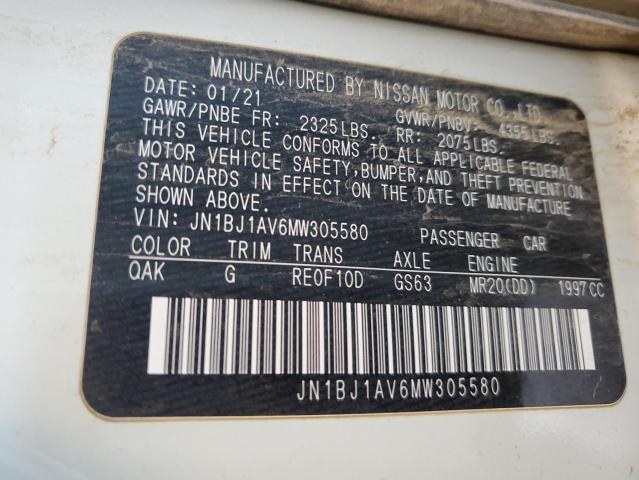 MANUFACTURED BY NISSAN MOTOR CO.,LTD.
DATE: 01/21 GVWR/PNBV: 4355LBS.
GAWR/PNBE FR: 2325LBS. RR: 2075LBS.
THIS VEHICLE CONFORMS TO ALL APPLICABLE FEDERAL
MOTOR VEHICLE SAFETY,BUMPER,AND THEFT PREVENTION
STANDARDS IN EFFECT ON THE DATE OF MANUFACTURE
SHOWN ABOVE.
VIN: JN1BJ1AV6MW305580 PASSENGER CAR
COLOR TRIM TRANS AXLE ENGINE
QAK G RE0F10D GS63 MR20(DD) 1997CC
JN1BJ1AV6MW305580